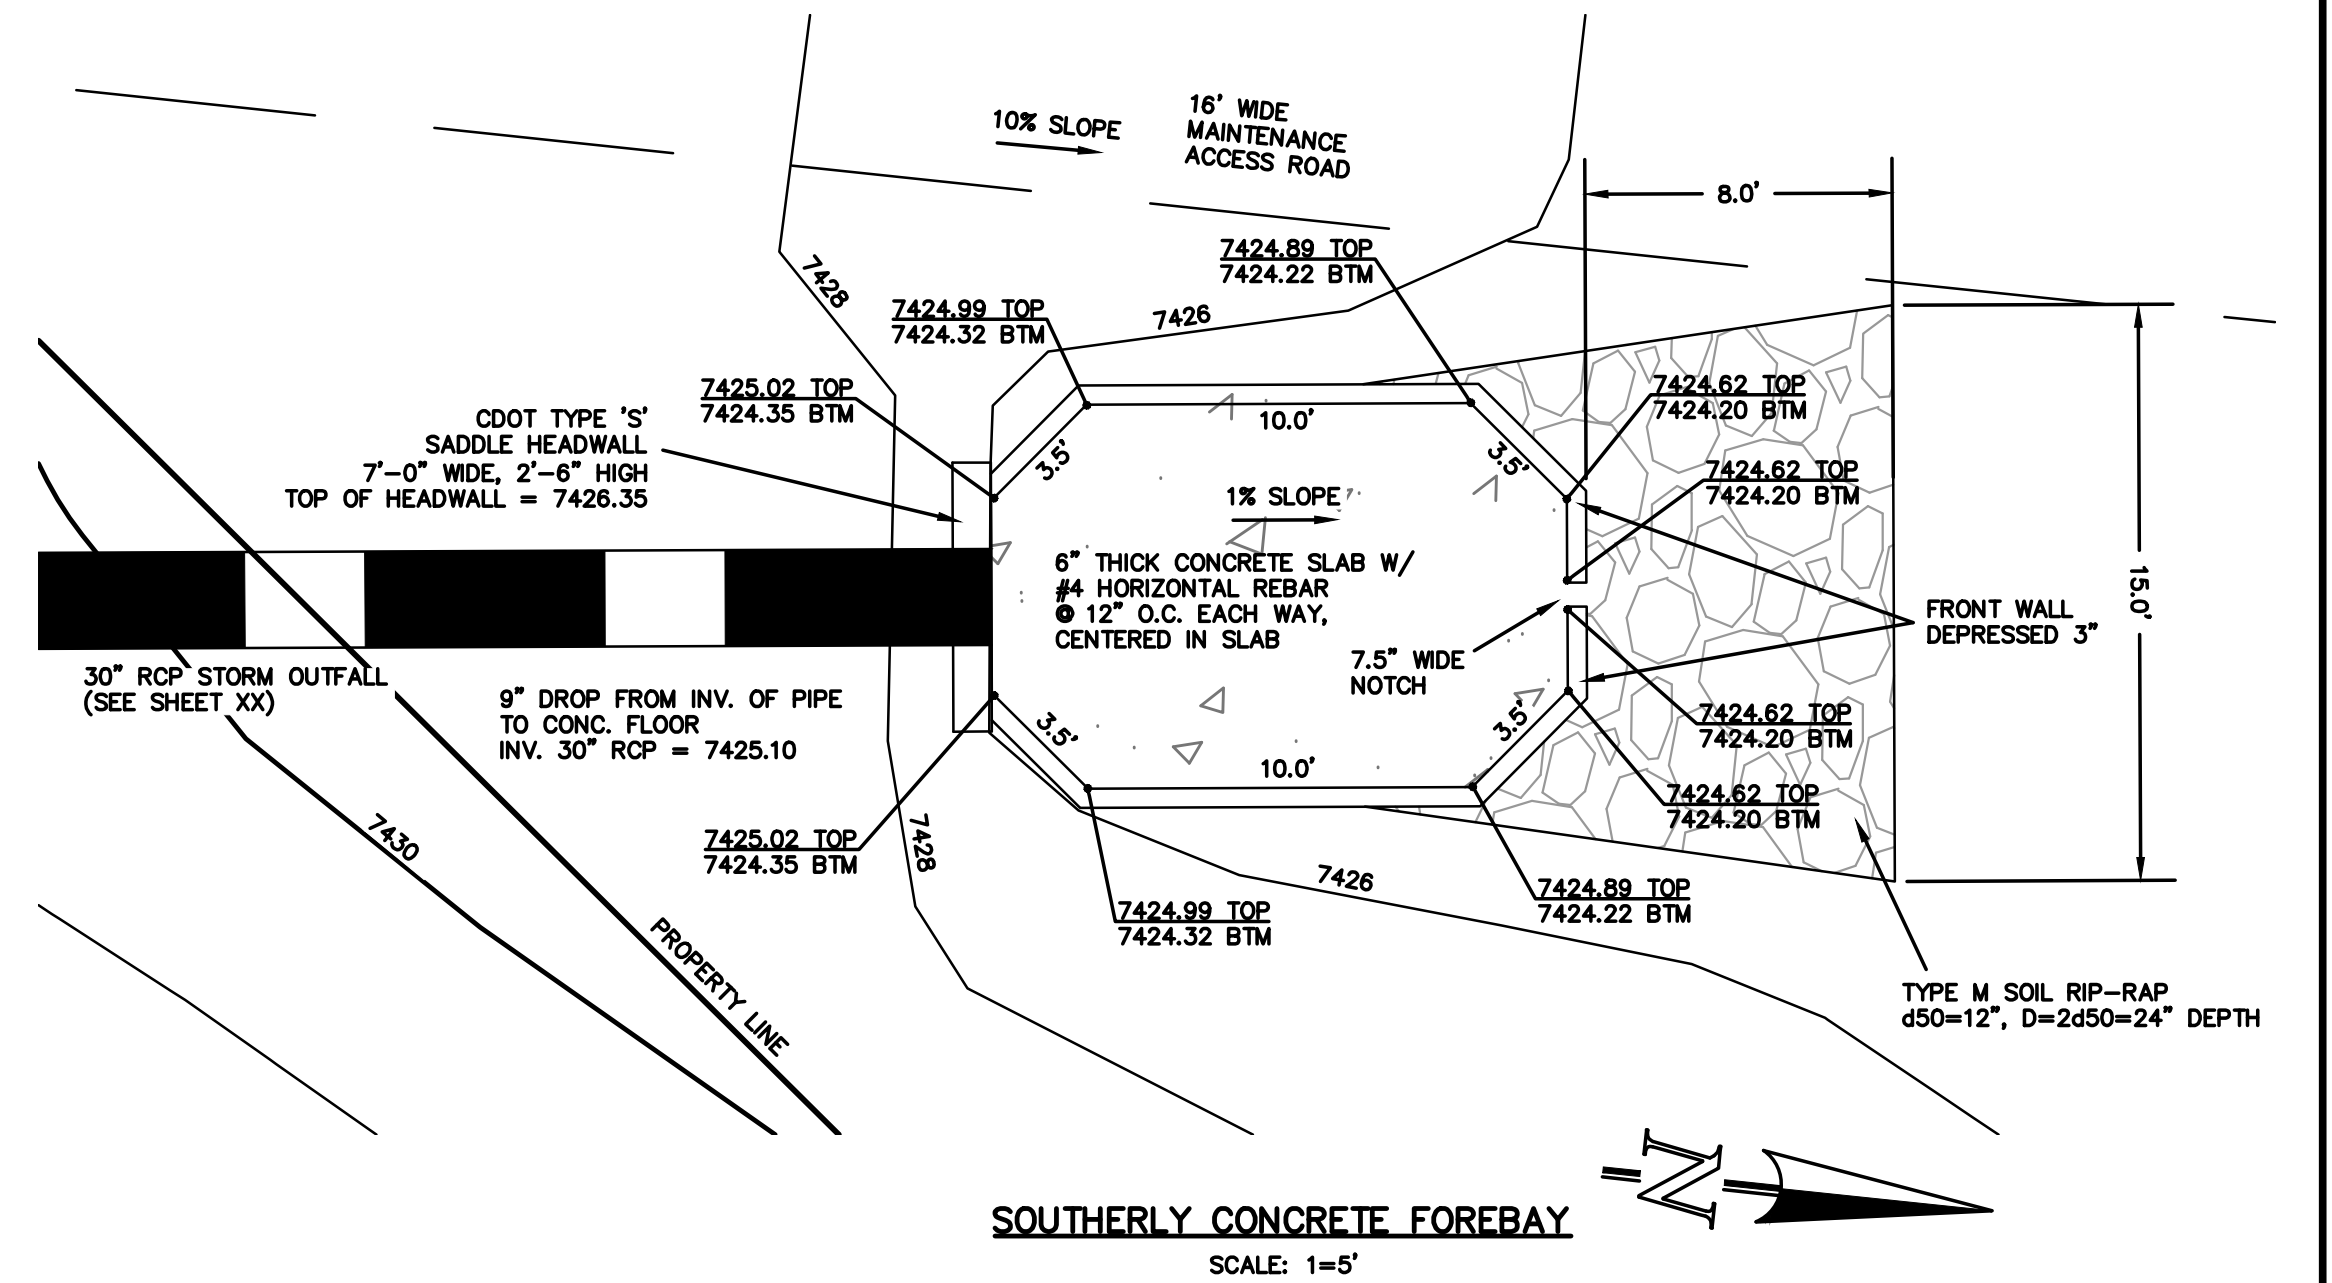 10% SLOPE
16' WIDE
MAINTENANCE
ACCESS ROAD
8.0'
7424.89 TOP
7424.22 BTM
7428
7424.99 TOP
7424.32 BTM
7426
7425.02 TOP
7424.35 BTM
7424.62 TOP
7424.20 BTM
CDOT TYPE 'S'
SADDLE HEADWALL
7'-0" WIDE, 2'-6" HIGH
TOP OF HEADWALL = 7426.35
10.0'
3.5'
3.5'
7424.62 TOP
7424.20 BTM
1% SLOPE
6" THICK CONCRETE SLAB W/
#4 HORIZONTAL REBAR
@ 12" O.C. EACH WAY,
CENTERED IN SLAB
15.0'
FRONT WALL
DEPRESSED 3"
7.5" WIDE
NOTCH
30" RCP STORM OUTFALL
(SEE SHEET XX)
9" DROP FROM INV. OF PIPE
TO CONC. FLOOR
INV. 30" RCP = 7425.10
3.5'
3.5'
7424.62 TOP
7424.20 BTM
10.0'
7424.62 TOP
7424.20 BTM
7430
7425.02 TOP
7424.35 BTM
7428
7426
7424.89 TOP
7424.22 BTM
7424.99 TOP
7424.32 BTM
PROPERTY LINE
TYPE M SOIL RIP-RAP
d50=12", D=2d50=24" DEPTH
N
SOUTHERLY CONCRETE FOREBAY
SCALE: 1=5'